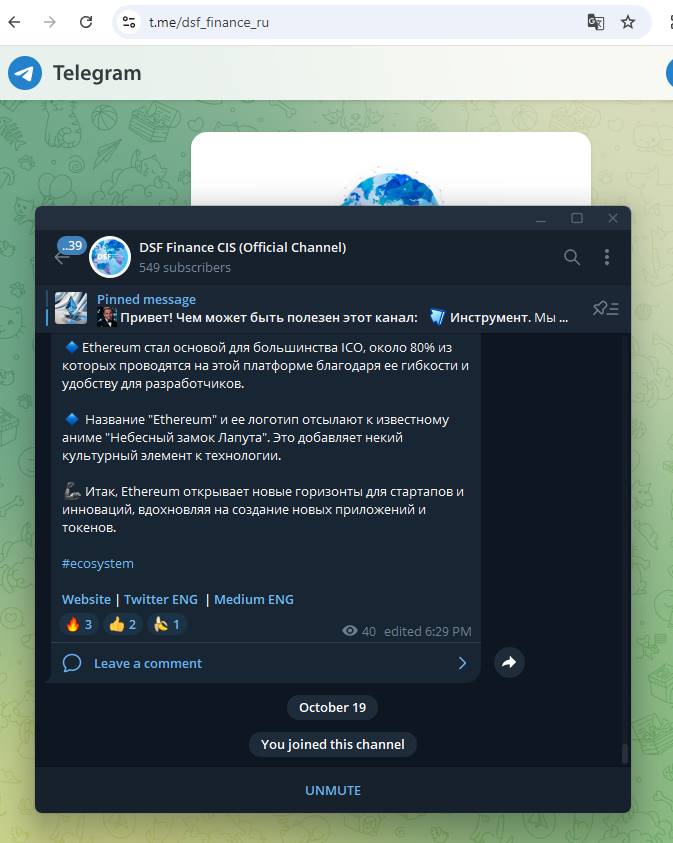 t.me/dsf_finance_ru
Telegram
..39
DSF
DSF Finance CIS (Official Channel)
549 subscribers
Pinned message
Привет! Чем может быть полезен этот канал: Инструмент. Мы ...
Ethereum стал основой для большинства ICO, около 80% из
которых проводятся на этой платформе благодаря ее гибкости и
удобству для разработчиков.
Название "Ethereum" и ее логотип отсылают к известному
аниме "Небесный замок Лапута". Это добавляет некий
культурный элемент к технологии.
Итак, Ethereum открывает новые горизонты для стартапов и
инноваций, вдохновляя на создание новых приложений и
токенов.
#ecosystem
Website | Twitter ENG | Medium ENG
3 2 1
40 edited 6:29 PM
Leave a comment
October 19
You joined this channel
UNMUTE